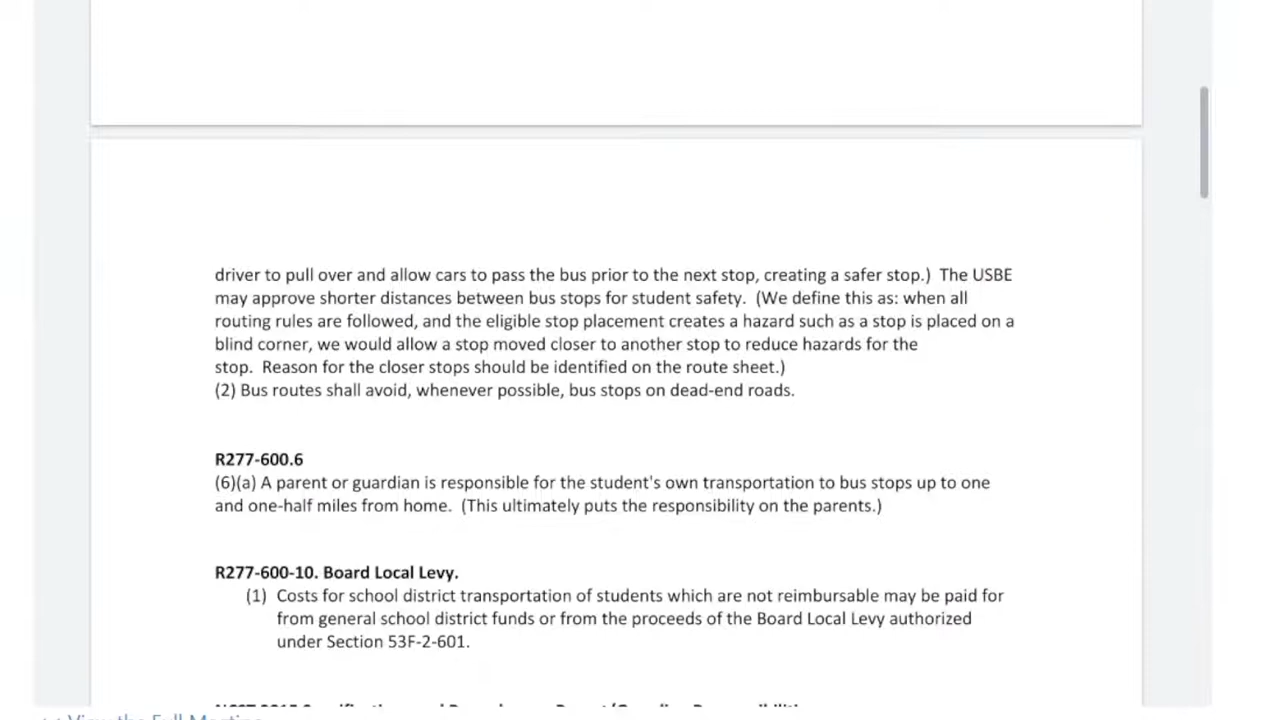 driver to pull over and allow cars to pass the bus prior to the next stop, creating a safer stop.) The USBE
may approve shorter distances between bus stops for student safety. (We define this as: when all
routing rules are followed, and the eligible stop placement creates a hazard such as a stop is placed on a
blind corner, we would allow a stop moved closer to another stop to reduce hazards for the
stop. Reason for the closer stops should be identified on the route sheet.)
(2) Bus routes shall avoid, whenever possible, bus stops on dead-end roads.
R277-600.6
(6)(a) A parent or guardian is responsible for the student's own transportation to bus stops up to one
and one-half miles from home. (This ultimately puts the responsibility on the parents.)
R277-600-10. Board Local Levy.
(1) Costs for school district transportation of students which are not reimbursable may be paid for
from general school district funds or from the proceeds of the Board Local Levy authorized
under Section 53F-2-601.
View the Full Meeting